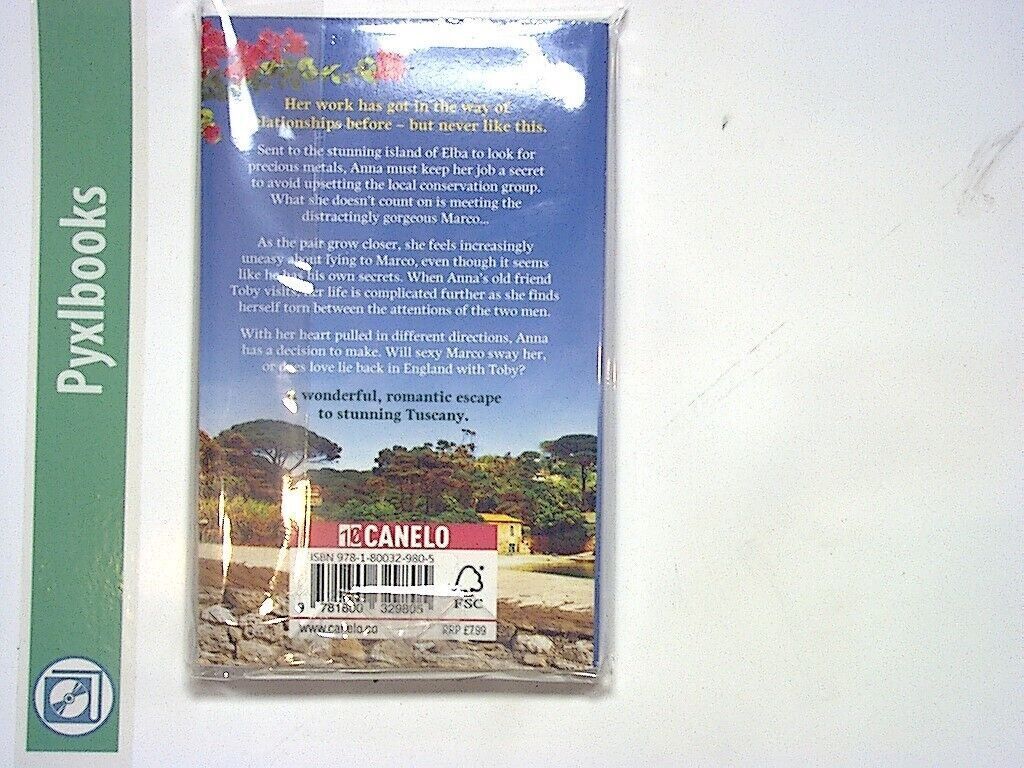 Pyxlbooks
Her work has got in the way of
relationships before – but never like this.
Sent to the stunning island of Elba to look for
precious metals, Anna must keep her job a secret
to avoid upsetting the local conservation group.
What she doesn't count on is meeting the
distractingly gorgeous Marco...
As the pair grow closer, she feels increasingly
uneasy about lying to Marco, even though it seems
like he has his own secrets. When Anna's old friend
Toby visits, her life is complicated further as she finds
herself torn between the attentions of the two men.
With her heart pulled in different directions, Anna
has a decision to make. Will sexy Marco sway her,
or does love lie back in England with Toby?
A wonderful, romantic escape
to stunning Tuscany.
CANELO
ISBN 978-1-80032-980-5
9 781800 329805
FSC
www.canelo.co RRP £7.99